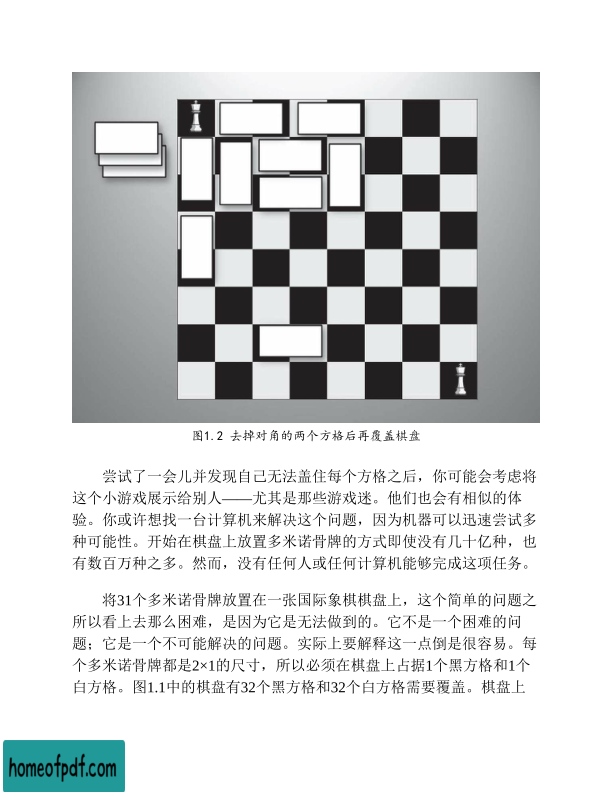 图1.2 去掉对角的两个方格后再覆盖棋盘
尝试了一会儿并发现自己无法盖住每个方格之后，你可能会考虑将
这个小游戏展示给别人——尤其是那些游戏迷。他们也会有相似的体
验。你或许想找一台计算机来解决这个问题，因为机器可以迅速尝试多
种可能性。开始在棋盘上放置多米诺骨牌的方式即使没有几十亿种，也
有数百万种之多。然而，没有任何人或任何计算机能够完成这项任务。
将31个多米诺骨牌放置在一张国际象棋棋盘上，这个简单的问题之
所以看上去那么困难，是因为它是无法做到的。它不是一个困难的问
题；它是一个不可能解决的问题。实际上要解释这一点倒是很容易。每
个多米诺骨牌都是2×1的尺寸，所以必须在棋盘上占据1个黑方格和1个
白方格。图1.1中的棋盘有32个黑方格和32个白方格需要覆盖。棋盘上
homeofpdf.com